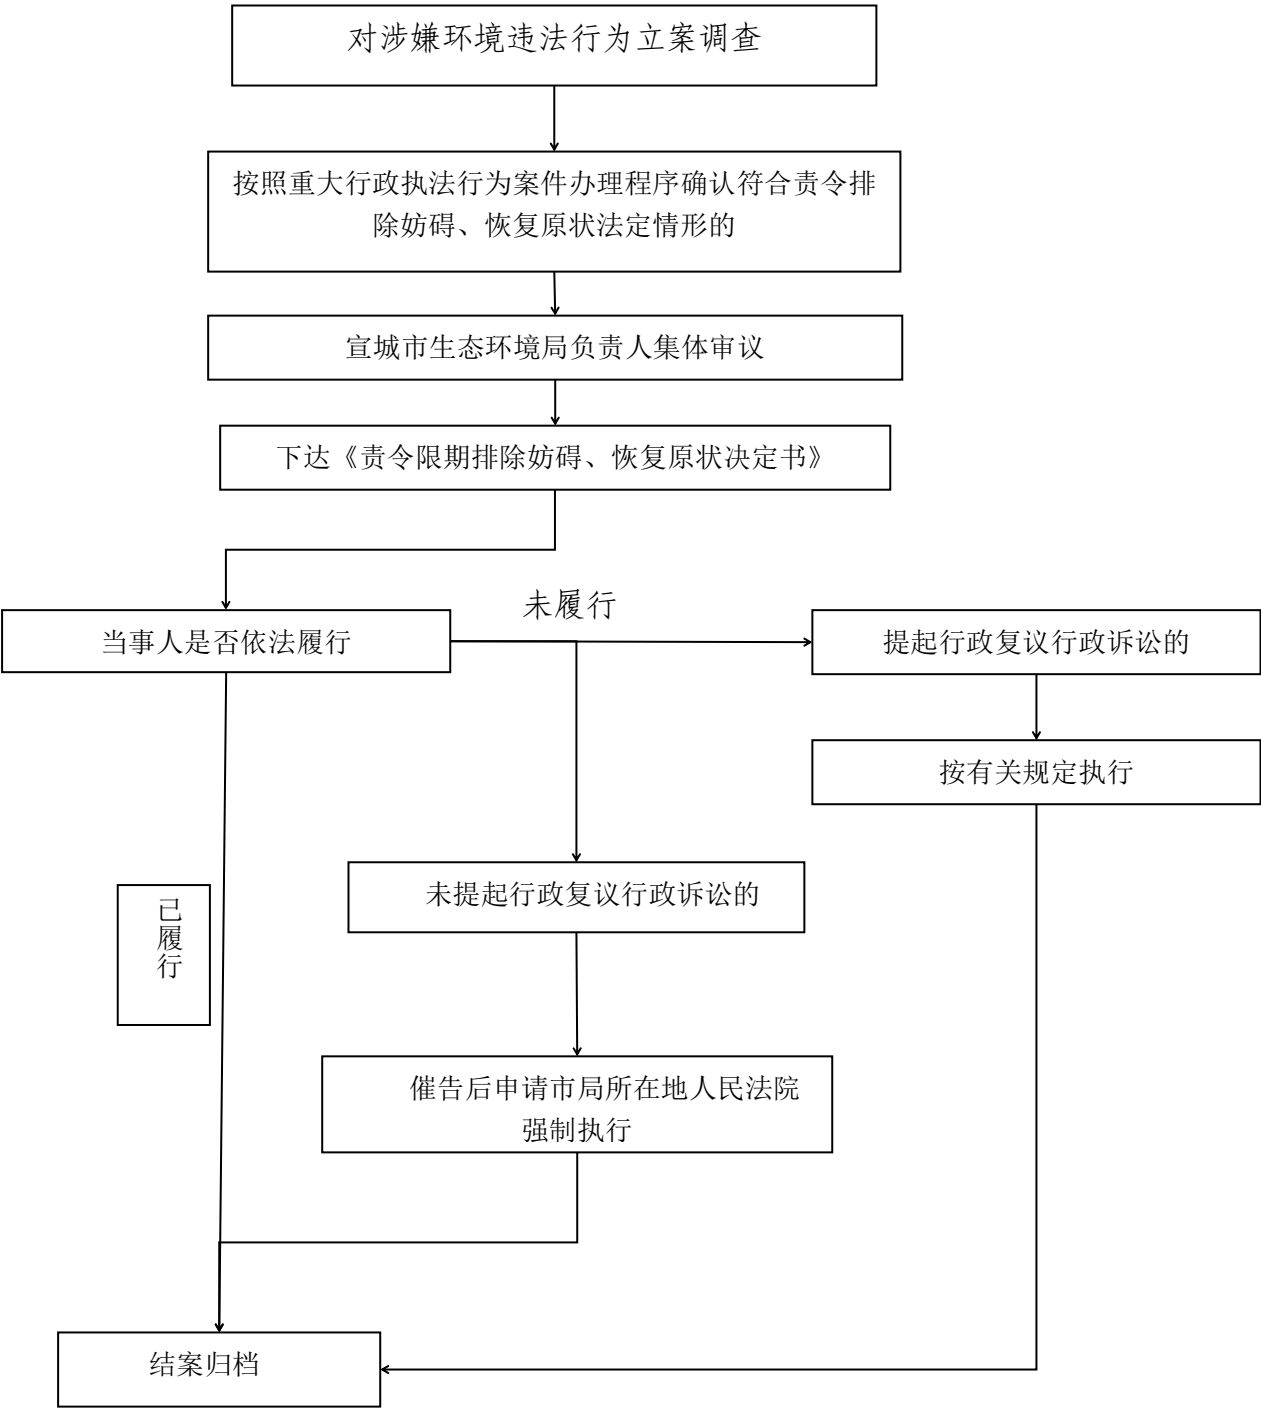 对涉嫌环境违法行为立案调查
按照重大行政执法行为案件办理程序确认符合责令排
除妨碍、恢复原状法定情形的
宣城市生态环境局负责人集体审议
下达《责令限期排除妨碍、恢复原状决定书》
未履行
当事人是否依法履行
提起行政复议行政诉讼的
按有关规定执行
未提起行政复议行政诉讼的
已
履
行
催告后申请市局所在地人民法院
强制执行
结案归档